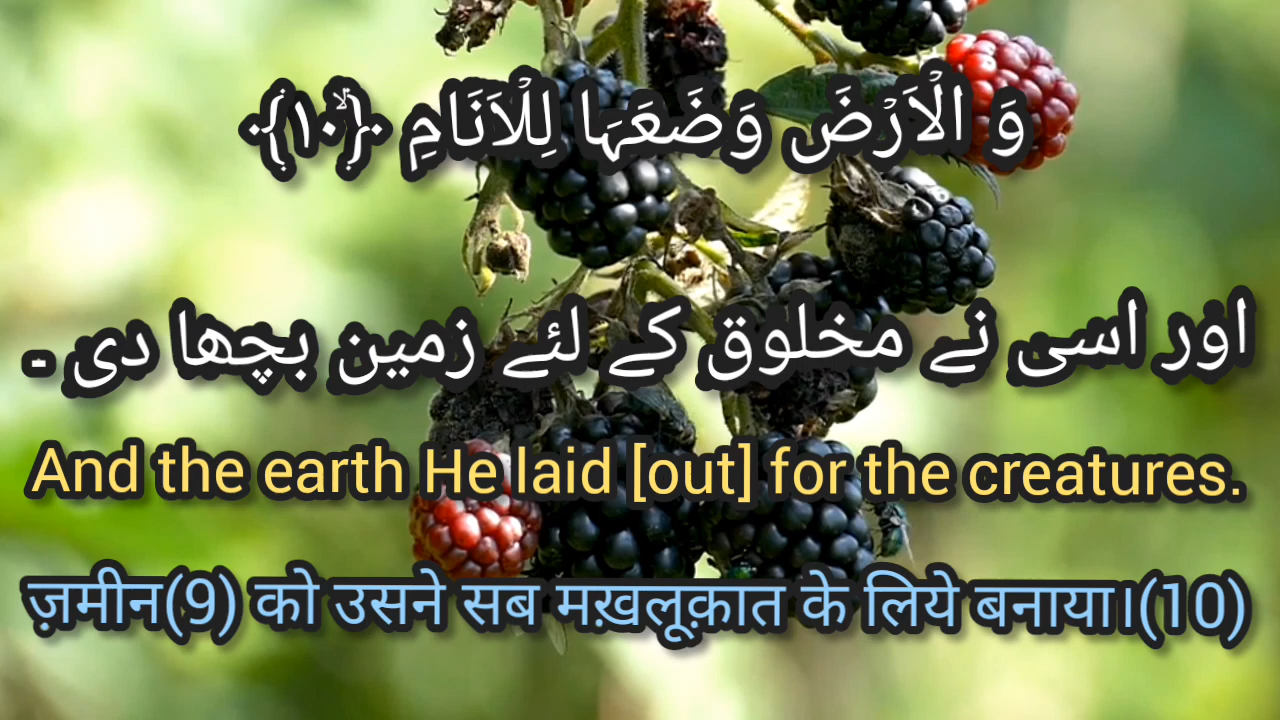 وَ الۡاَرۡضَ وَضَعَہَا لِلۡاَنَامِ ﴿ۙ۱۰﴾
اور اسی نے مخلوق کے لئے زمین بچھا دی ۔
And the earth He laid [out] for the creatures.
ज़मीन(9) को उसने सब मख़लूक़ात के लिये बनाया।(10)